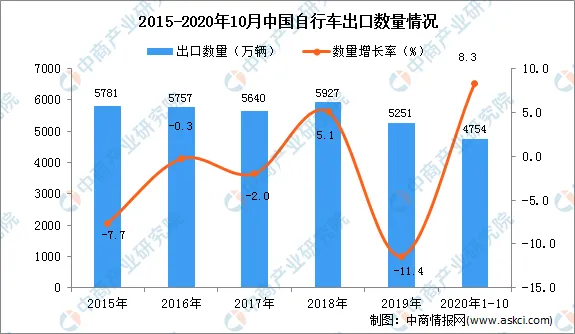 2015-2020年10月中国自行车出口数量情况
出口数量（万辆） 数量增长率（%）
7000 6000 5000 4000 3000 2000 1000 0
5781 5757 5640 5927 5251 4754
-7.7 -0.3 -2.0 5.1 -11.4 8.3
10.0 5.0 0.0 -5.0 -10.0 -15.0
2015年 2016年 2017年 2018年 2019年 2020年1-10
制图：中商情报网（www.askci.com）
中商产业研究院